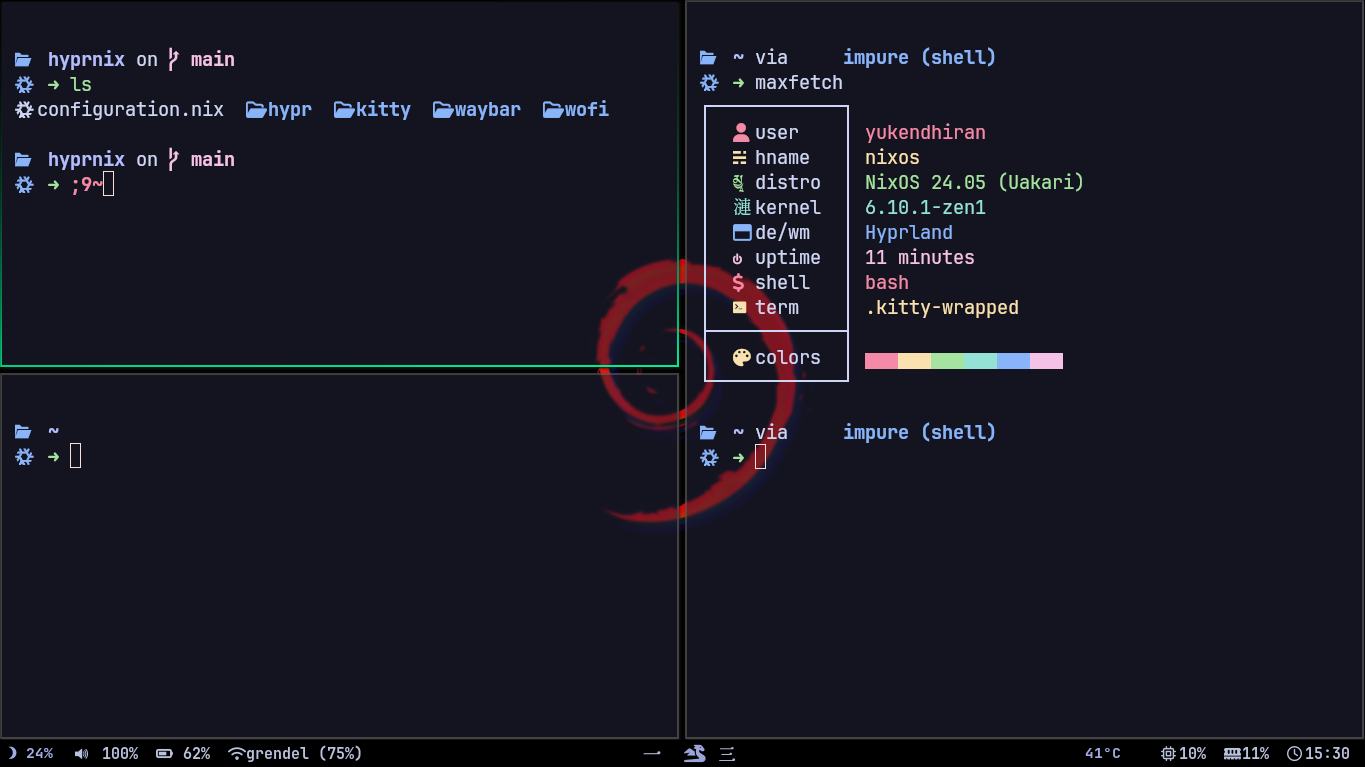 hyprnix on main
➜ ls
configuration.nix hypr kitty waybar wofi
hyprnix on main
➜ ;9~
~
➜
~ via impure (shell)
➜ maxfetch
user yukendhiran
hname nixos
distro NixOS 24.05 (Uakari)
kernel 6.10.1-zen1
de/wm Hyprland
uptime 11 minutes
shell bash
term .kitty-wrapped
colors
~ via impure (shell)
➜
24% 100% 62% grendel (75%) 一 三 41°C 10% 11% 15:30